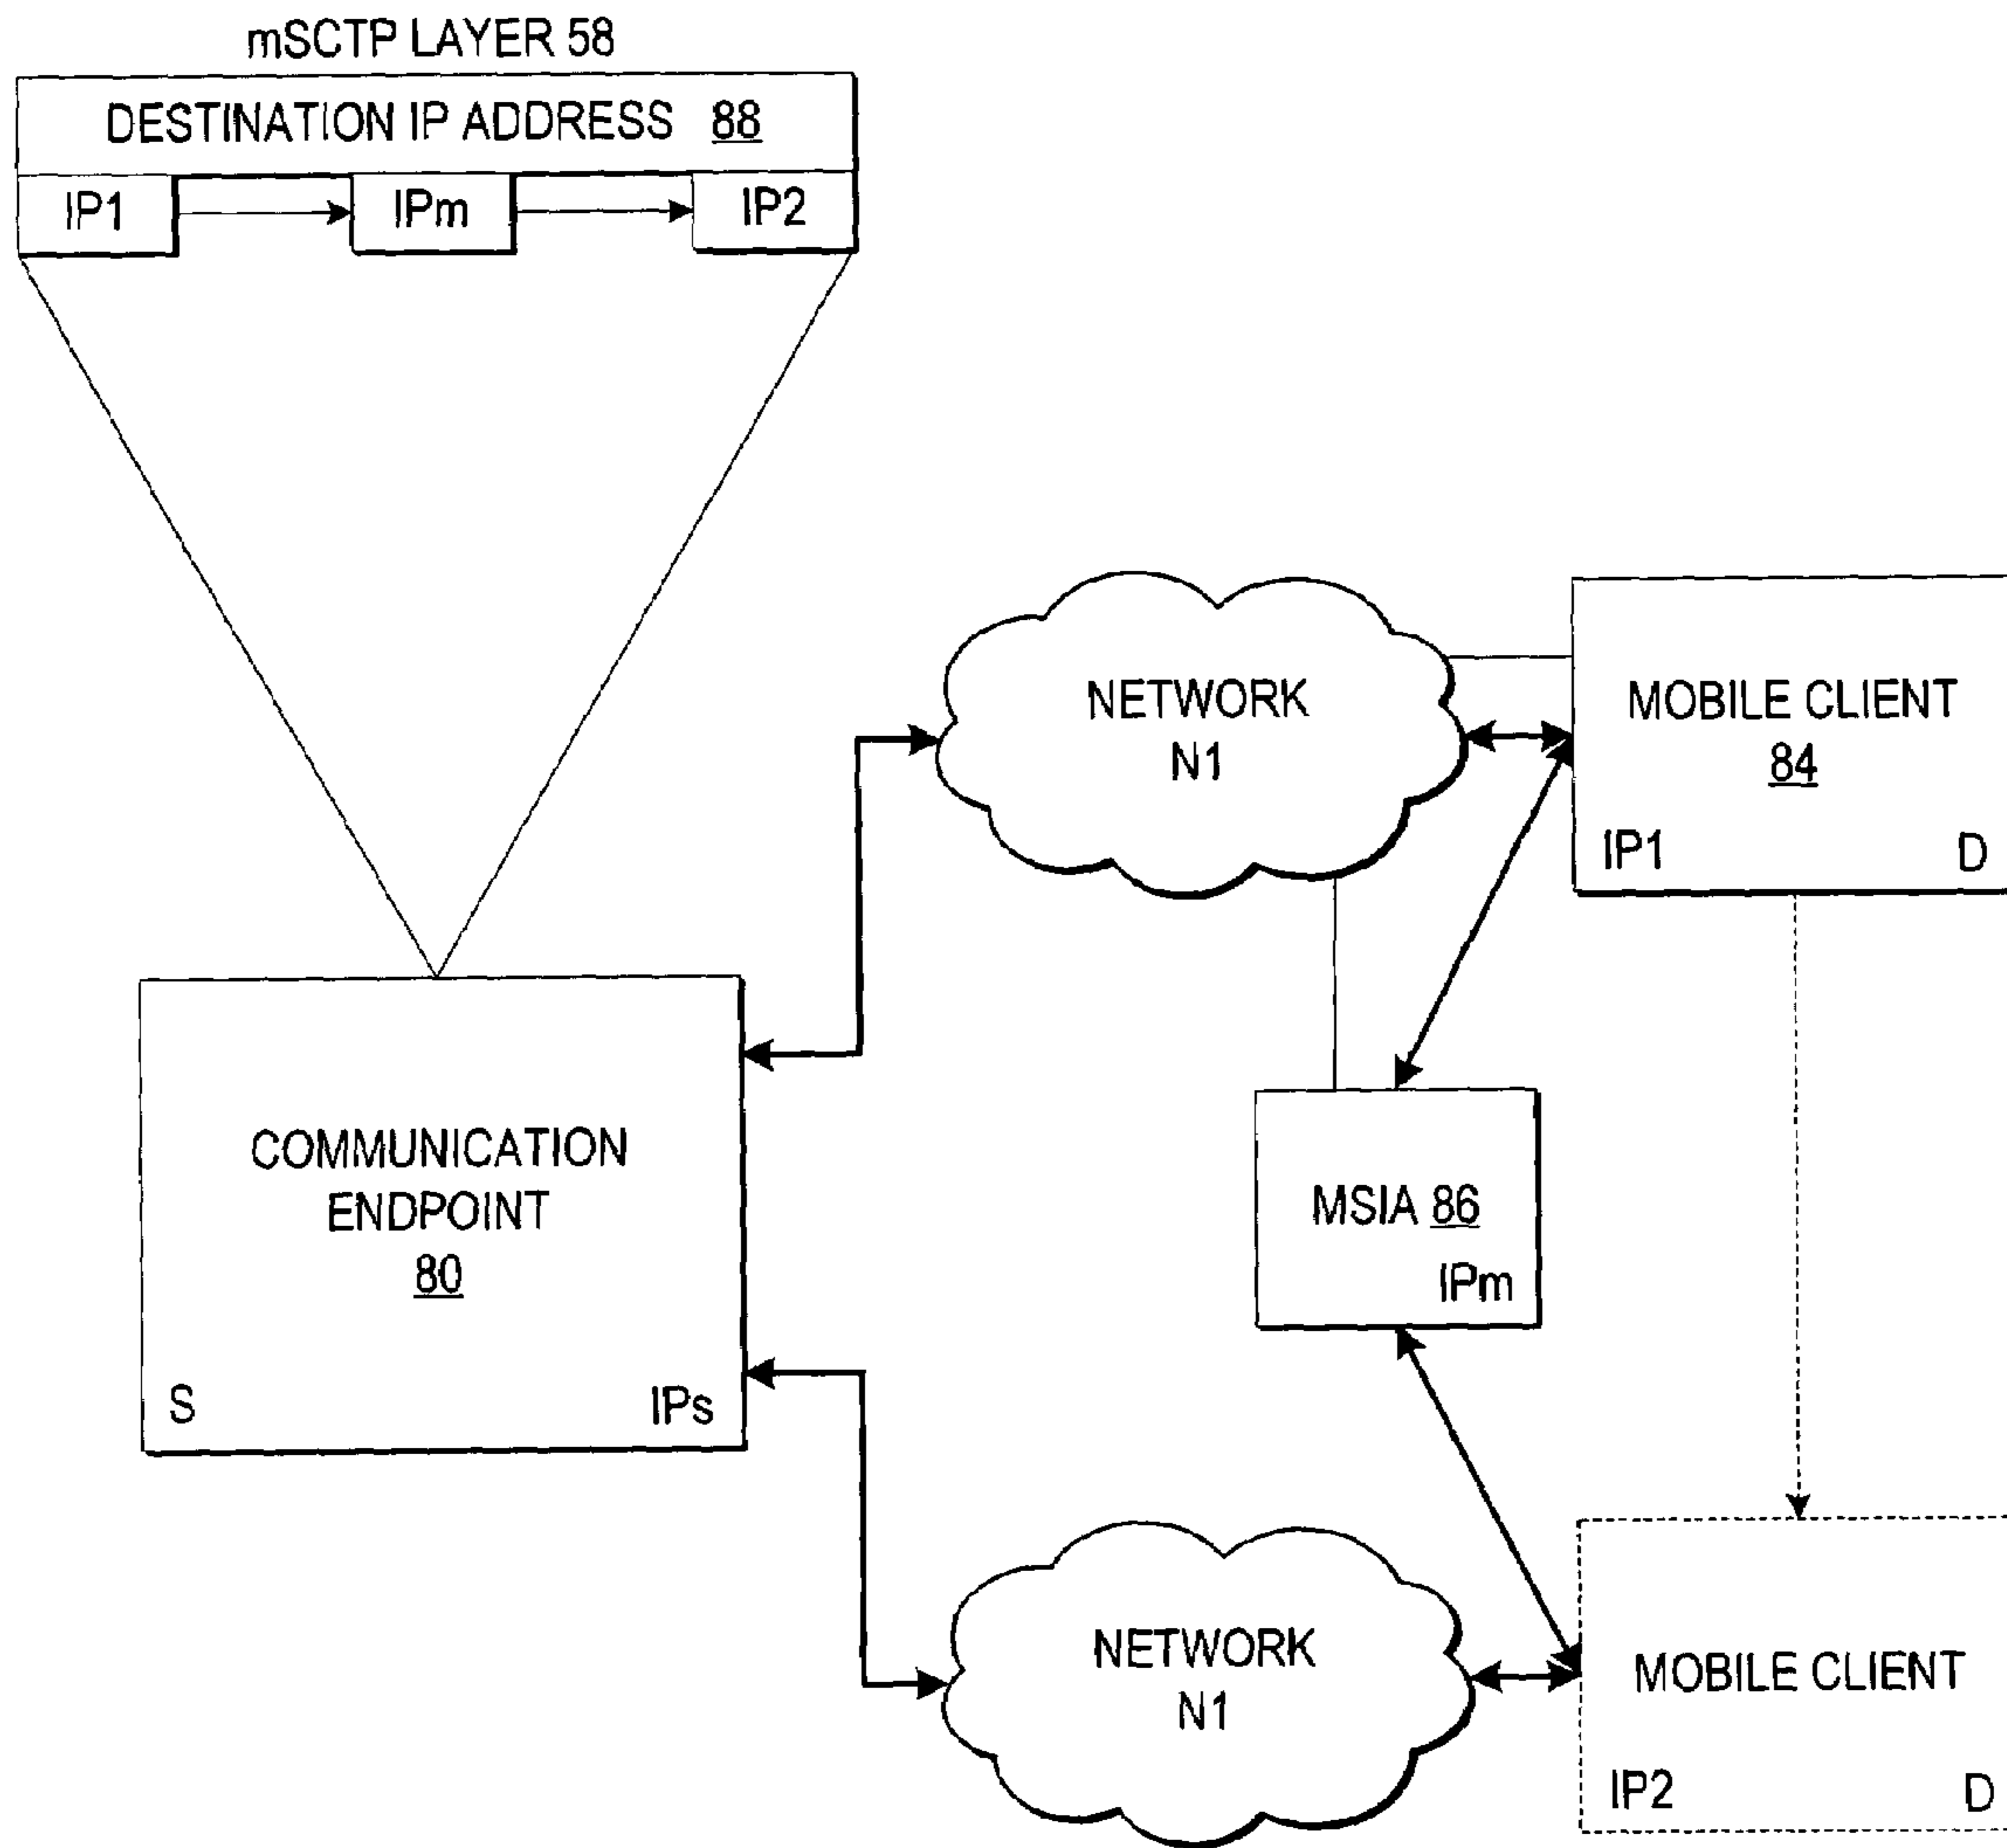 mSCTP LAYER 58
DESTINATION IP ADDRESS 88
IP1
IPm
IP2
NETWORK
N1
MOBILE CLIENT
84
IP1
D
COMMUNICATION
ENDPOINT
80
S
IPs
MSIA 86
IPm
NETWORK
N1
MOBILE CLIENT
IP2
D